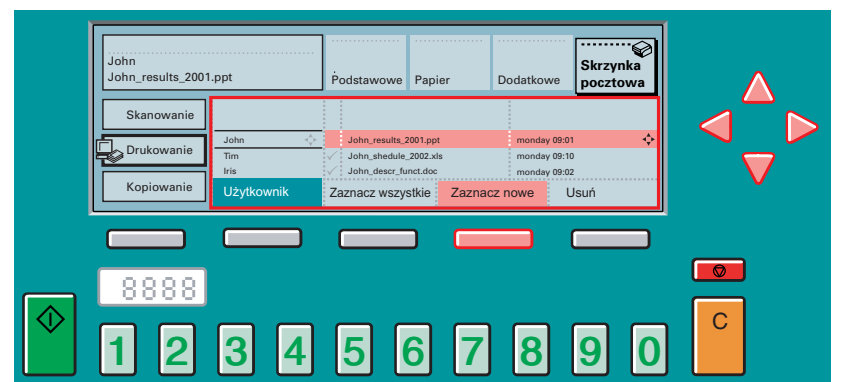 John
John_results_2001.ppt
Podstawowe
Papier
Dodatkowe
Skrzynka
pocztowa
Skanowanie
Drukowanie
Kopiowanie
John
John_results_2001.ppt
monday 09:01
Tim
John_shedule_2002.xls
monday 09:10
Iris
John_descr_funct.doc
monday 09:02
Użytkownik
Zaznacz wszystkie
Zaznacz nowe
Usuń
8888
C
1 2 3 4 5 6 7 8 9 0